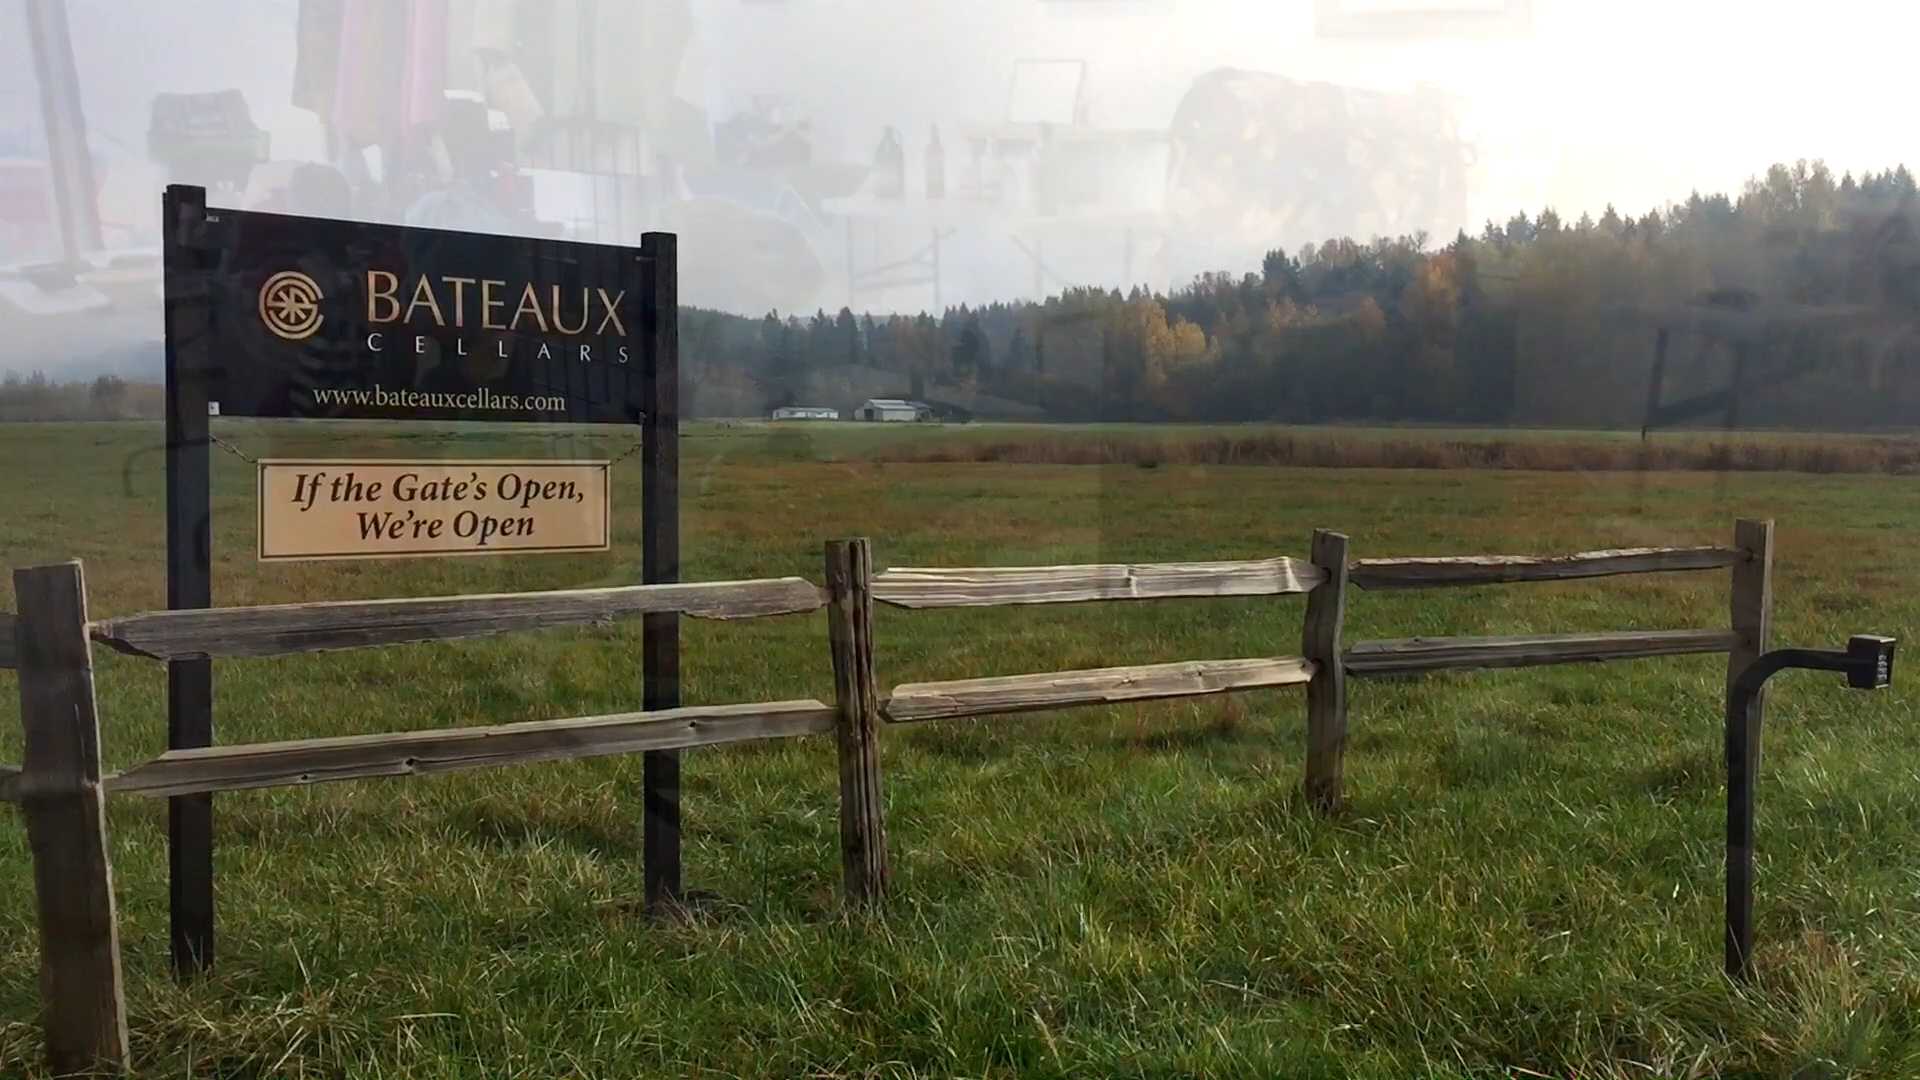 BATEAUX
CELLARS
www.bateauxcellars.com
If the Gate's Open,
We're Open